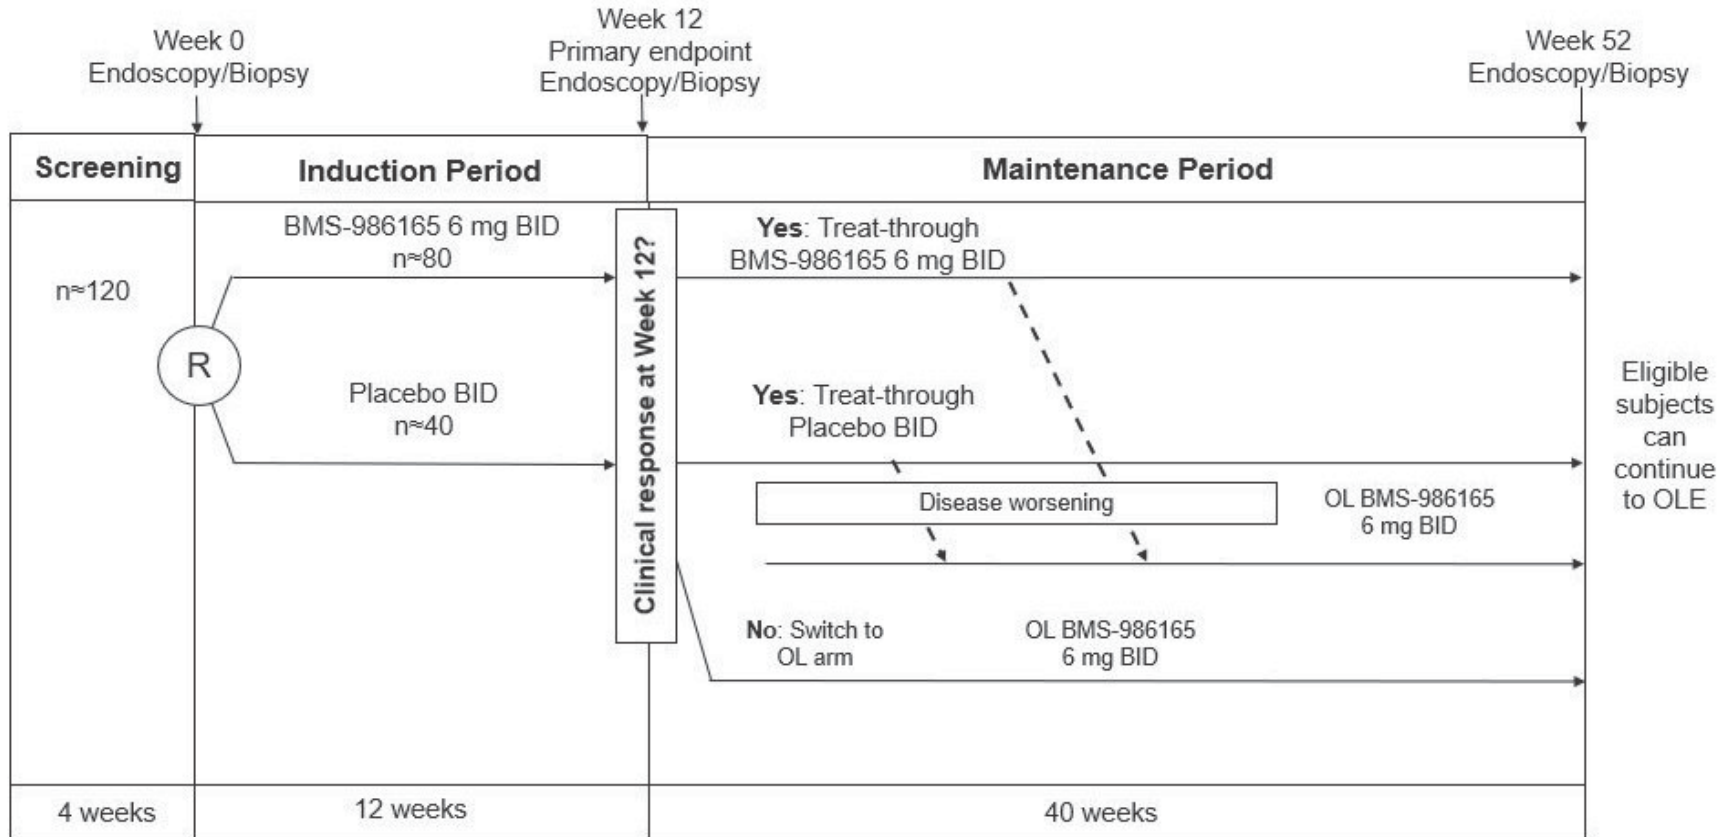 Week 0
Endoscopy/Biopsy
Week 12
Primary endpoint
Endoscopy/Biopsy
Week 52
Endoscopy/Biopsy
Screening
Induction Period
Maintenance Period
n≈120
R
BMS-986165 6 mg BID
n≈80
Placebo BID
n≈40
Clinical response at Week 12?
Yes: Treat-through
BMS-986165 6 mg BID
Yes: Treat-through
Placebo BID
Disease worsening
OL BMS-986165
6 mg BID
No: Switch to
OL arm
OL BMS-986165
6 mg BID
Eligible
subjects
can
continue
to OLE
4 weeks
12 weeks
40 weeks